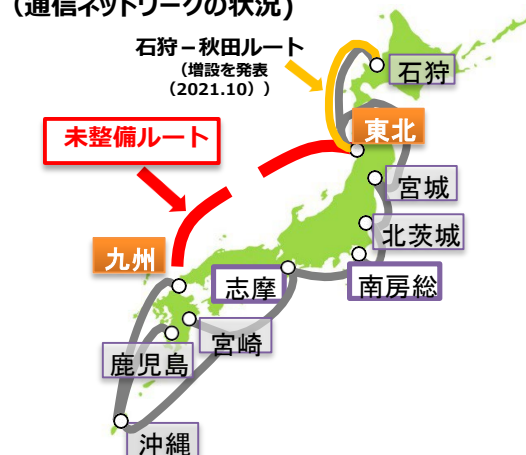 (通信ネットワークの状況)
石狩－秋田ルート
(増設を発表
(2021.10))
石狩
未整備ルート
東北
宮城
北茨城
九州
志摩
南房総
宮崎
鹿児島
沖縄